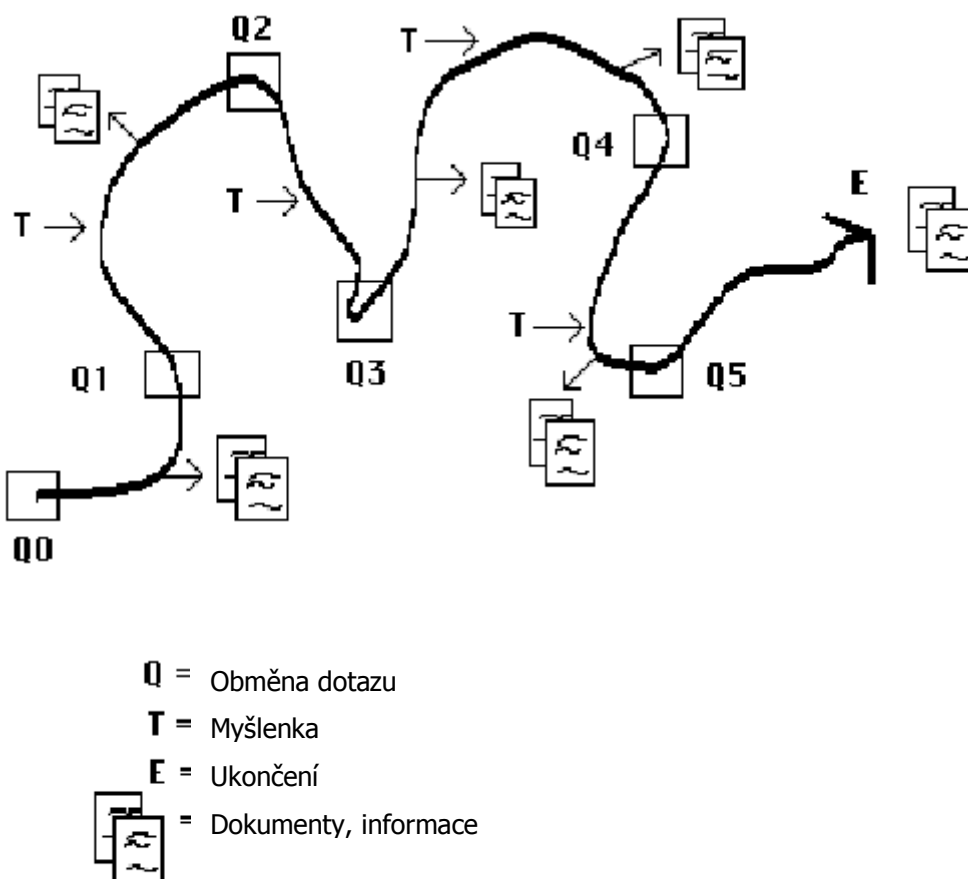 Q2
T
Q4
E
T
T
Q1
Q3
T
Q5
Q0
Q = Obměna dotazu
T = Myšlenka
E = Ukončení
= Dokumenty, informace